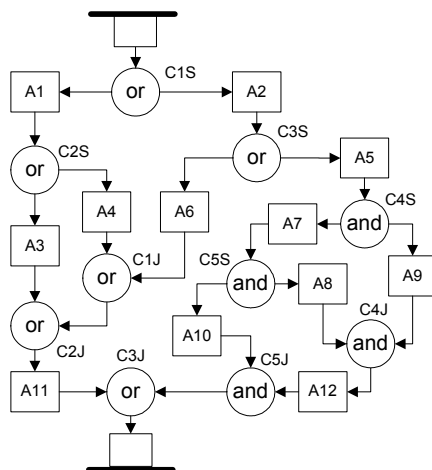 C1S
A1
or
A2
C3S
C2S
or
or
A5
C4S
A4
A6
A7
and
A3
C5S
C1J
and
A8
A9
or
C4J
or
A10
and
C2J
C3J
C5J
A11
or
and
A12